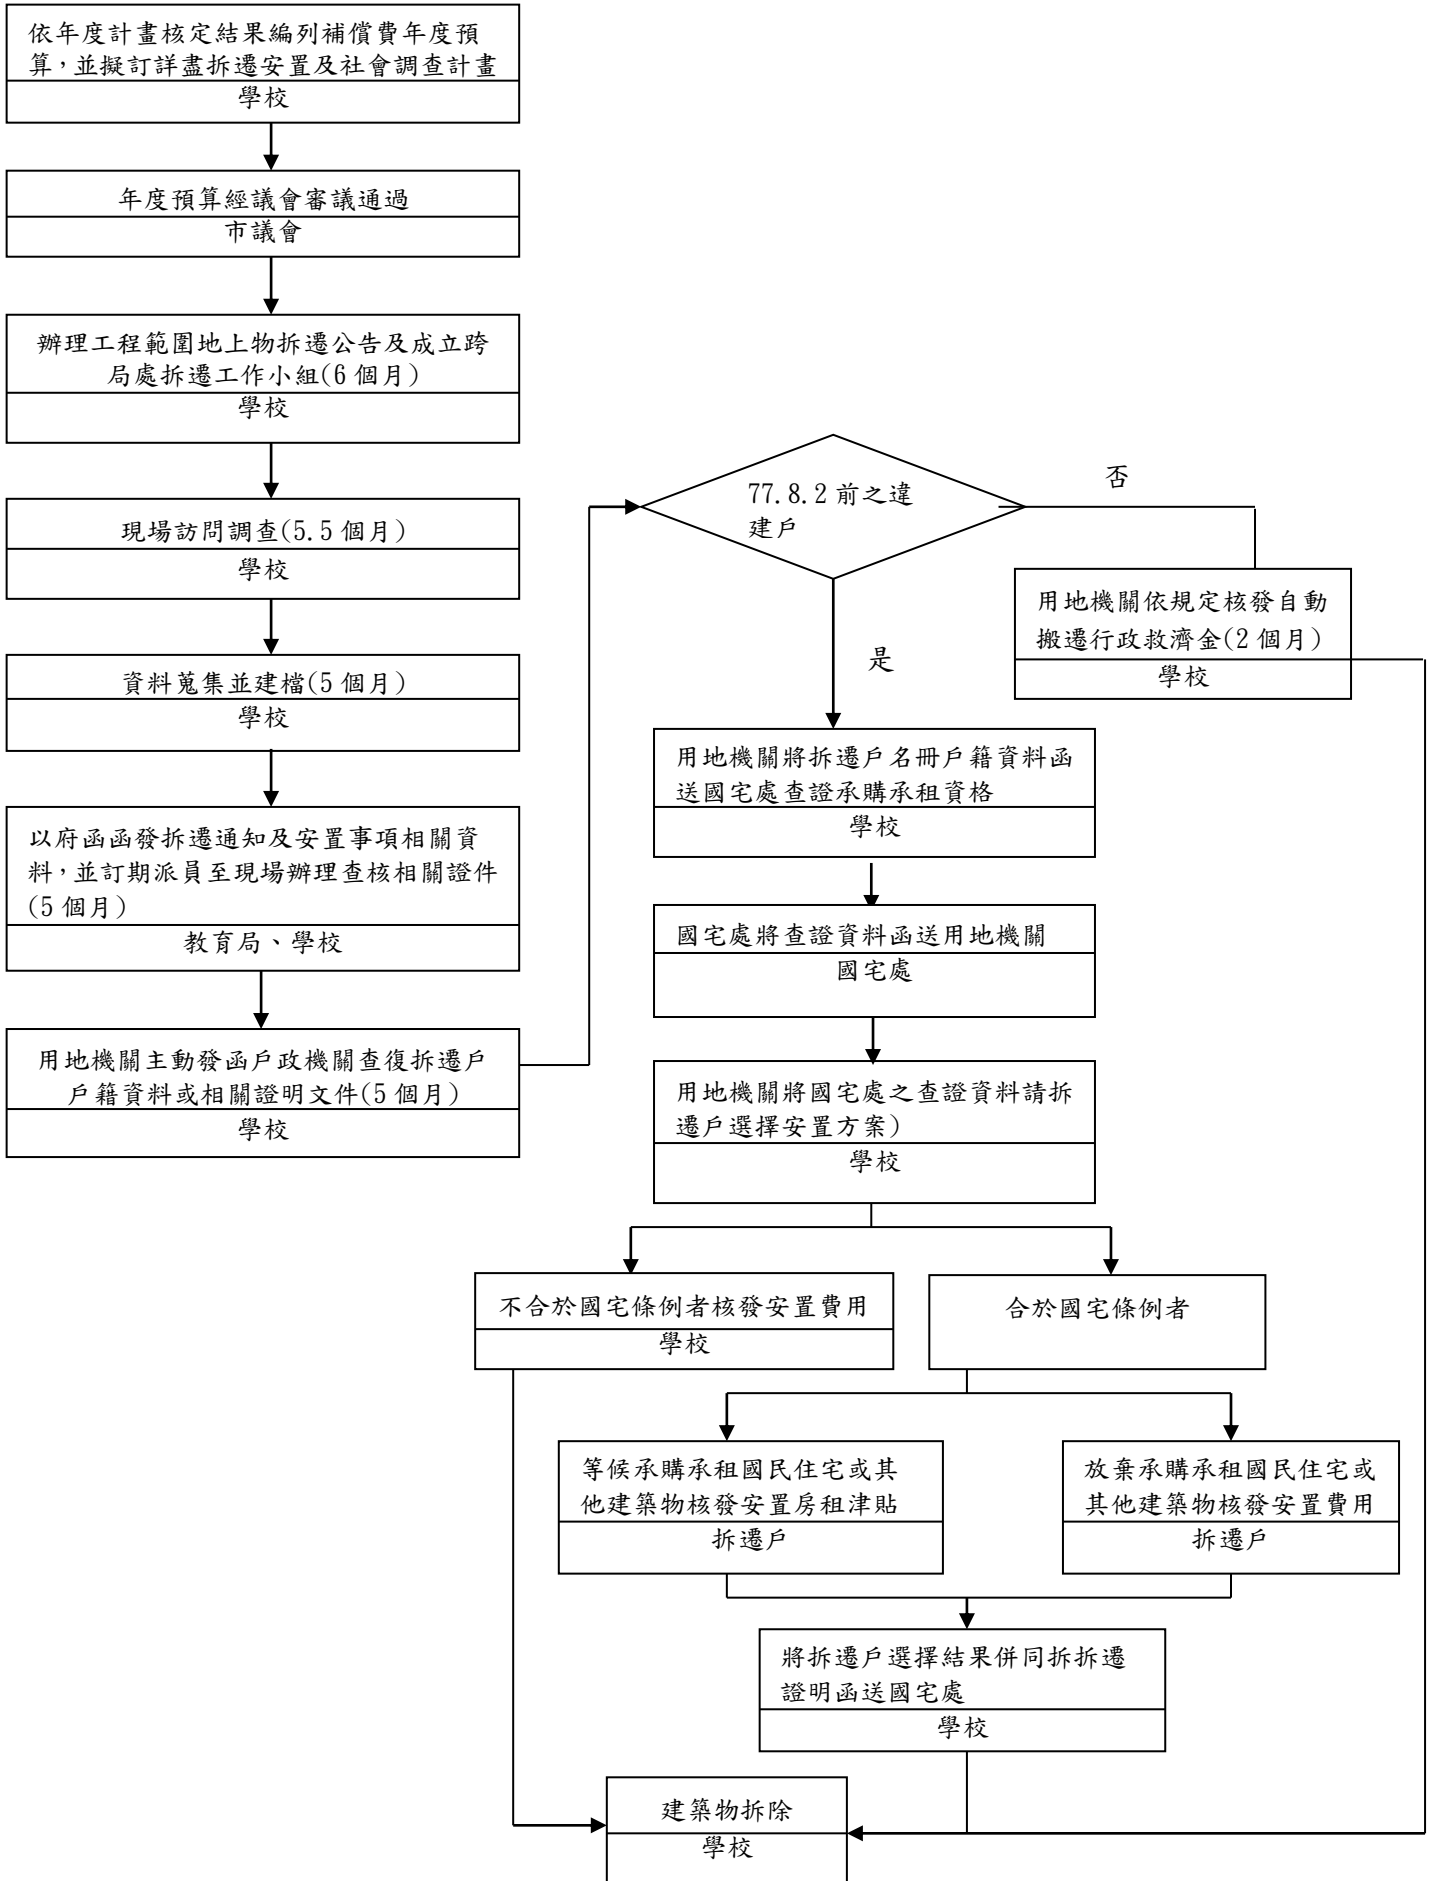 依年度計畫核定結果編列補償費年度預
算，並擬訂詳盡拆遷安置及社會調查計畫
學校
年度預算經議會審議通過
市議會
辦理工程範圍地上物拆遷公告及成立跨
局處拆遷工作小組(6 個月)
學校
現場訪問調查(5.5 個月)
學校
資料蒐集並建檔(5 個月)
學校
以府函函發拆遷通知及安置事項相關資
料，並訂期派員至現場辦理查核相關證件
(5 個月)
教育局、學校
用地機關主動發函戶政機關查復拆遷戶
戶籍資料或相關證明文件(5 個月)
學校
77.8.2 前之違
建戶
否
用地機關依規定核發自動
搬遷行政救濟金(2 個月)
學校
是
用地機關將拆遷戶名冊戶籍資料函
送國宅處查證承購承租資格
學校
國宅處將查證資料函送用地機關
國宅處
用地機關將國宅處之查證資料請拆
遷戶選擇安置方案)
學校
不合於國宅條例者核發安置費用
學校
合於國宅條例者
等候承購承租國民住宅或其
他建築物核發安置房租津貼
拆遷戶
放棄承購承租國民住宅或
其他建築物核發安置費用
拆遷戶
將拆遷戶選擇結果併同拆拆遷
證明函送國宅處
學校
建築物拆除
學校